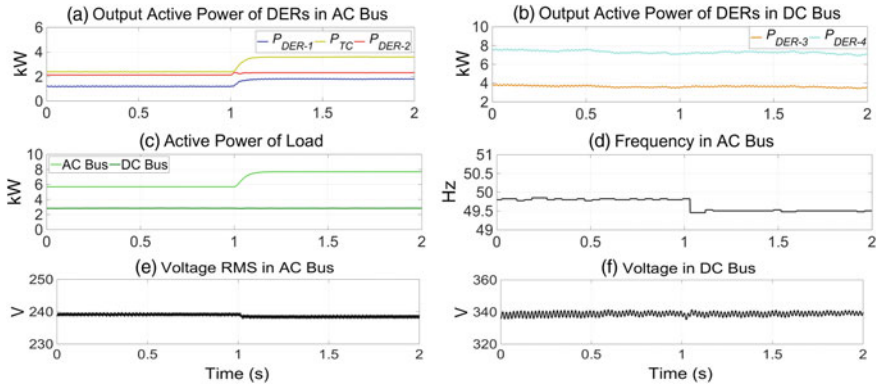 (a) Output Active Power of DERs in AC Bus
kW
6
4
2
0
P_DER-1 P_TC P_DER-2
0 0.5 1 1.5 2
(b) Output Active Power of DERs in DC Bus
kW
10
8
6
4
2
P_DER-3 P_DER-4
0 0.5 1 1.5 2
(c) Active Power of Load
kW
10
8
6
4
2
0
AC Bus DC Bus
0 0.5 1 1.5 2
(d) Frequency in AC Bus
Hz
51
50.5
50
49.5
49
0 0.5 1 1.5 2
(e) Voltage RMS in AC Bus
V
250
240
230
0 0.5 1 1.5 2
Time (s)
(f) Voltage in DC Bus
V
360
340
320
0 0.5 1 1.5 2
Time (s)